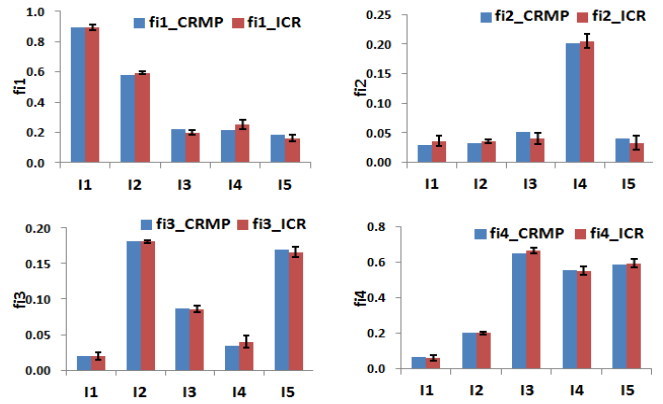 fi1_CRMP fi1_ICR
fi1
1.0
0.8
0.6
0.4
0.2
0.0
I1 I2 I3 I4 I5
fi2_CRMP fi2_ICR
fi2
0.25
0.20
0.15
0.10
0.05
0.00
I1 I2 I3 I4 I5
fi3_CRMP fi3_ICR
fi3
0.20
0.15
0.10
0.05
0.00
I1 I2 I3 I4 I5
fi4_CRMP fi4_ICR
fi4
0.8
0.6
0.4
0.2
0.0
I1 I2 I3 I4 I5